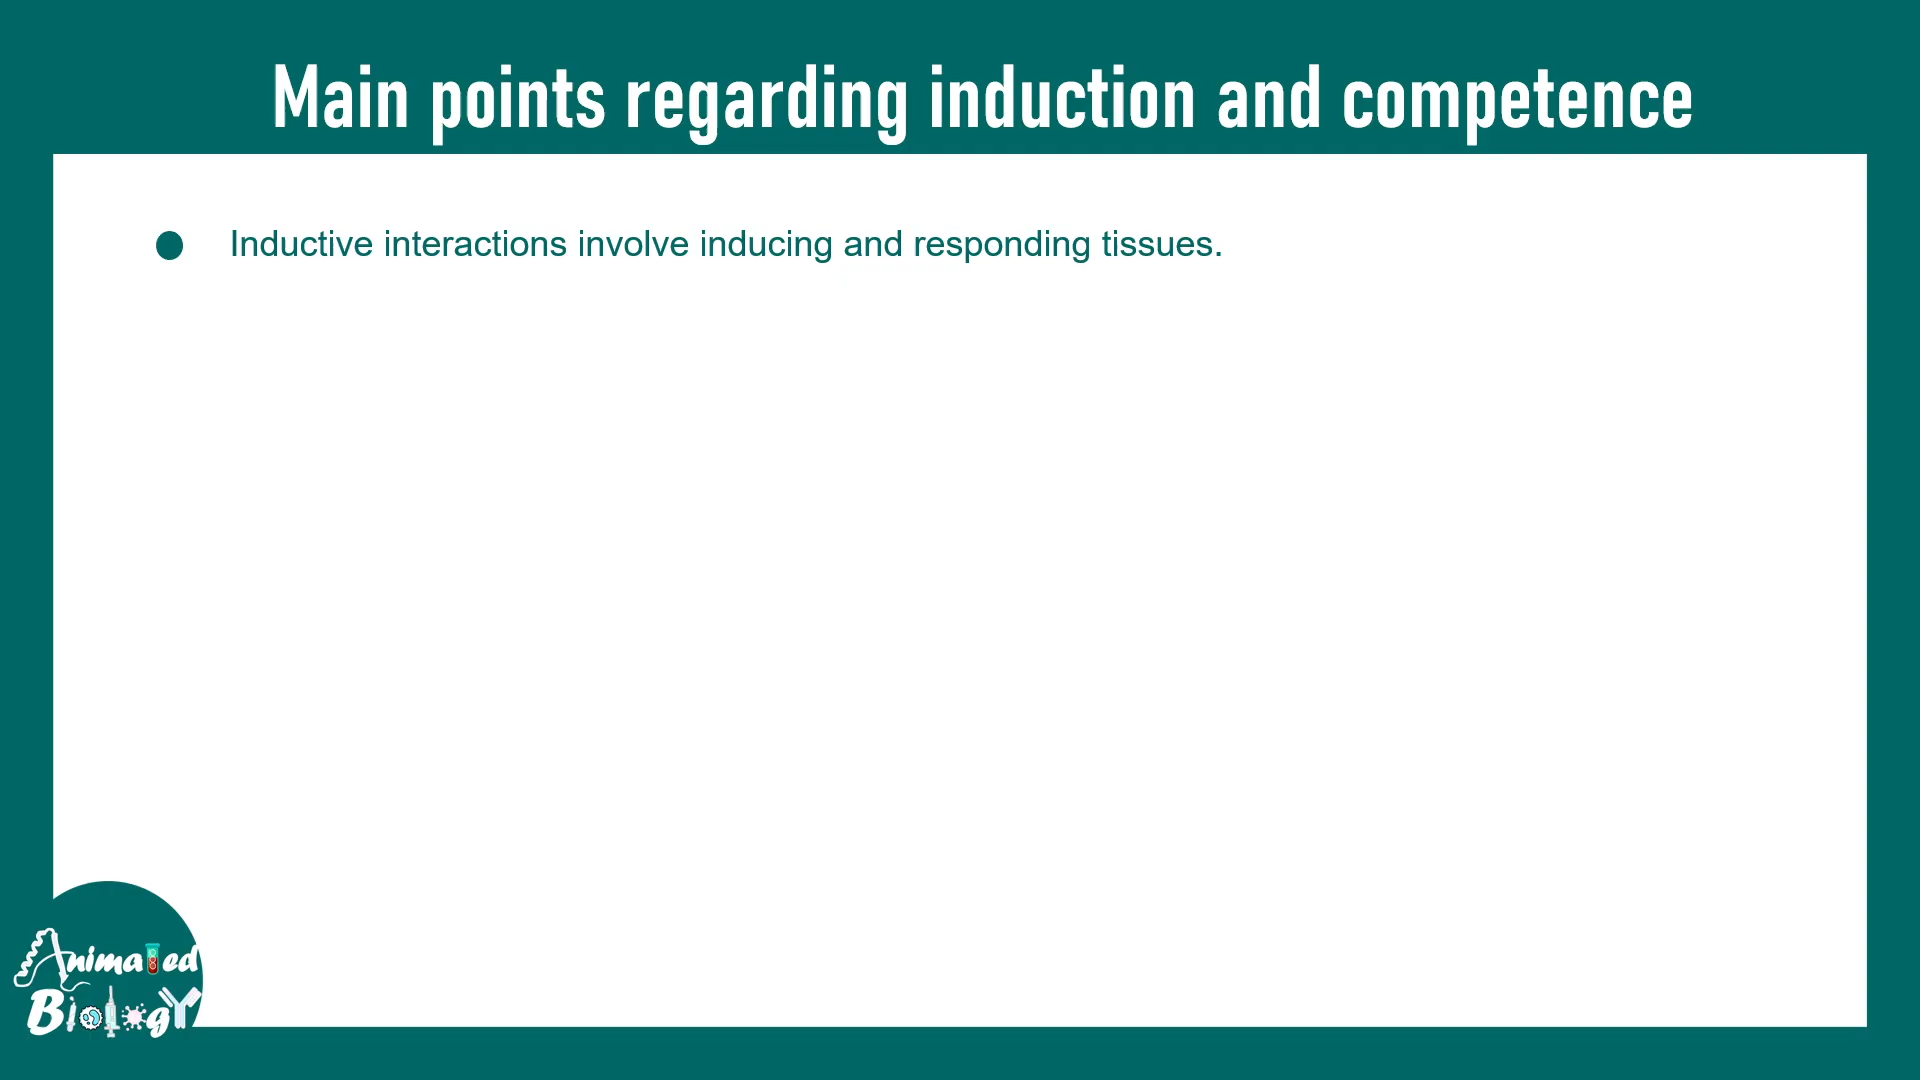 Main points regarding induction and competence
Inductive interactions involve inducing and responding tissues.
Animated
Biology